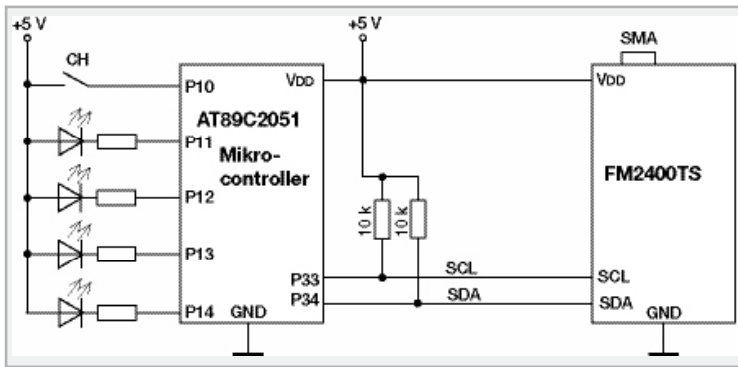 +5 V
+5 V
CH
SMA
P10
VDD
VDD
AT89C2051
Mikro-
controller
P11
P12
P13
P14
GND
FM2400TS
10 k
10 k
P33
SCL
SCL
P34
SDA
SDA
GND